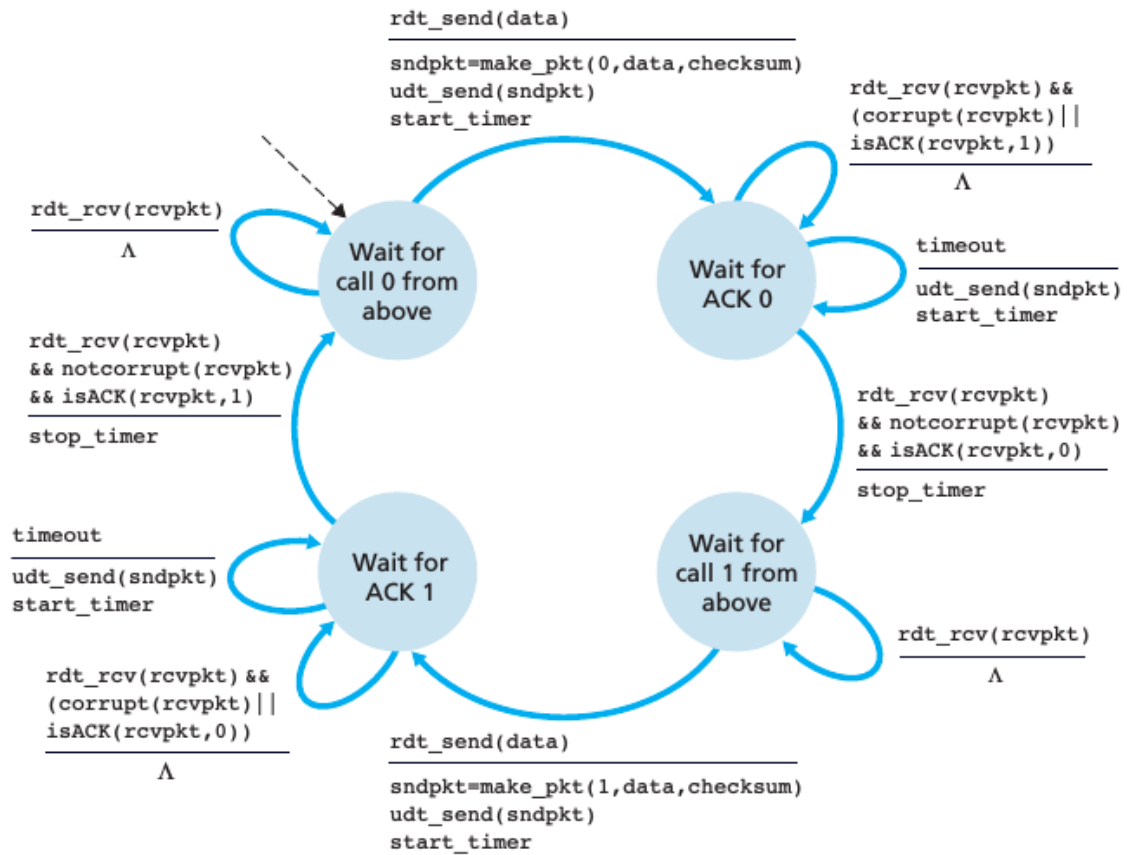 rdt_send(data)
sndpkt=make_pkt(0,data,checksum)
udt_send(sndpkt)
start_timer
rdt_rcv(rcvpkt) &&
(corrupt(rcvpkt)||
isACK(rcvpkt,1))
Λ
rdt_rcv(rcvpkt)
Λ
Wait for
call 0 from
above
Wait for
ACK 0
timeout
udt_send(sndpkt)
start_timer
rdt_rcv(rcvpkt)
&& notcorrupt(rcvpkt)
&& isACK(rcvpkt,1)
stop_timer
rdt_rcv(rcvpkt)
&& notcorrupt(rcvpkt)
&& isACK(rcvpkt,0)
stop_timer
timeout
udt_send(sndpkt)
start_timer
Wait for
ACK 1
Wait for
call 1 from
above
rdt_rcv(rcvpkt)
Λ
rdt_rcv(rcvpkt) &&
(corrupt(rcvpkt)||
isACK(rcvpkt,0))
Λ
rdt_send(data)
sndpkt=make_pkt(1,data,checksum)
udt_send(sndpkt)
start_timer